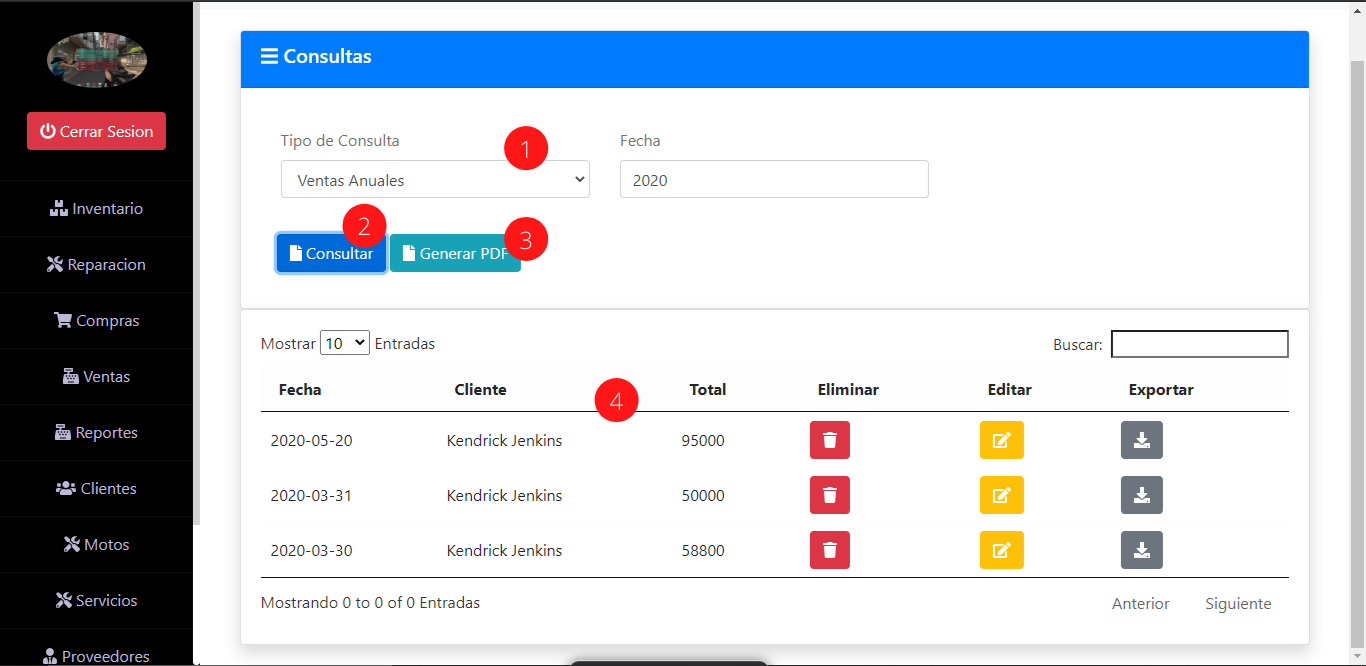 Consultas
Cerrar Sesion
Tipo de Consulta
1
Fecha
Ventas Anuales
2020
Inventario
2
3
Consultar
Generar PDF
Reparacion
Compras
Mostrar 10 Entradas
Buscar:
Ventas
Fecha Cliente Total Eliminar Editar Exportar
4
Reportes
2020-05-20 Kendrick Jenkins 95000
Clientes
2020-03-31 Kendrick Jenkins 50000
Motos
2020-03-30 Kendrick Jenkins 58800
Servicios
Mostrando 0 to 0 of 0 Entradas
Anterior Siguiente
Proveedores